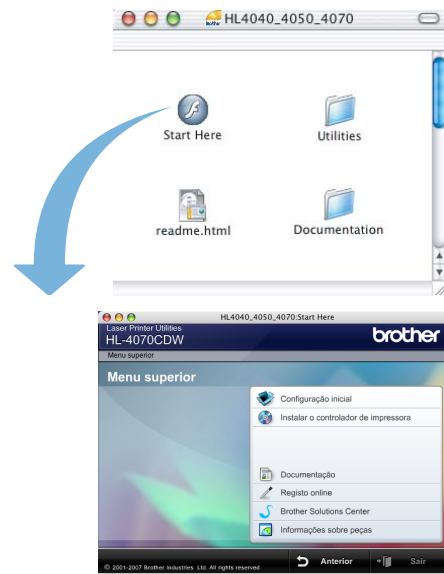 HL4040_4050_4070
Start Here
Utilities
readme.html
Documentation
HL4040_4050_4070:Start Here
Laser Printer Utilities
HL-4070CDW
brother
Menu superior
Menu superior
Configuração inicial
Instalar o controlador de impressora
Documentação
Registo online
Brother Solutions Center
Informações sobre peças
© 2001-2007 Brother Industries Ltd. All rights reserved
Anterior
Sair